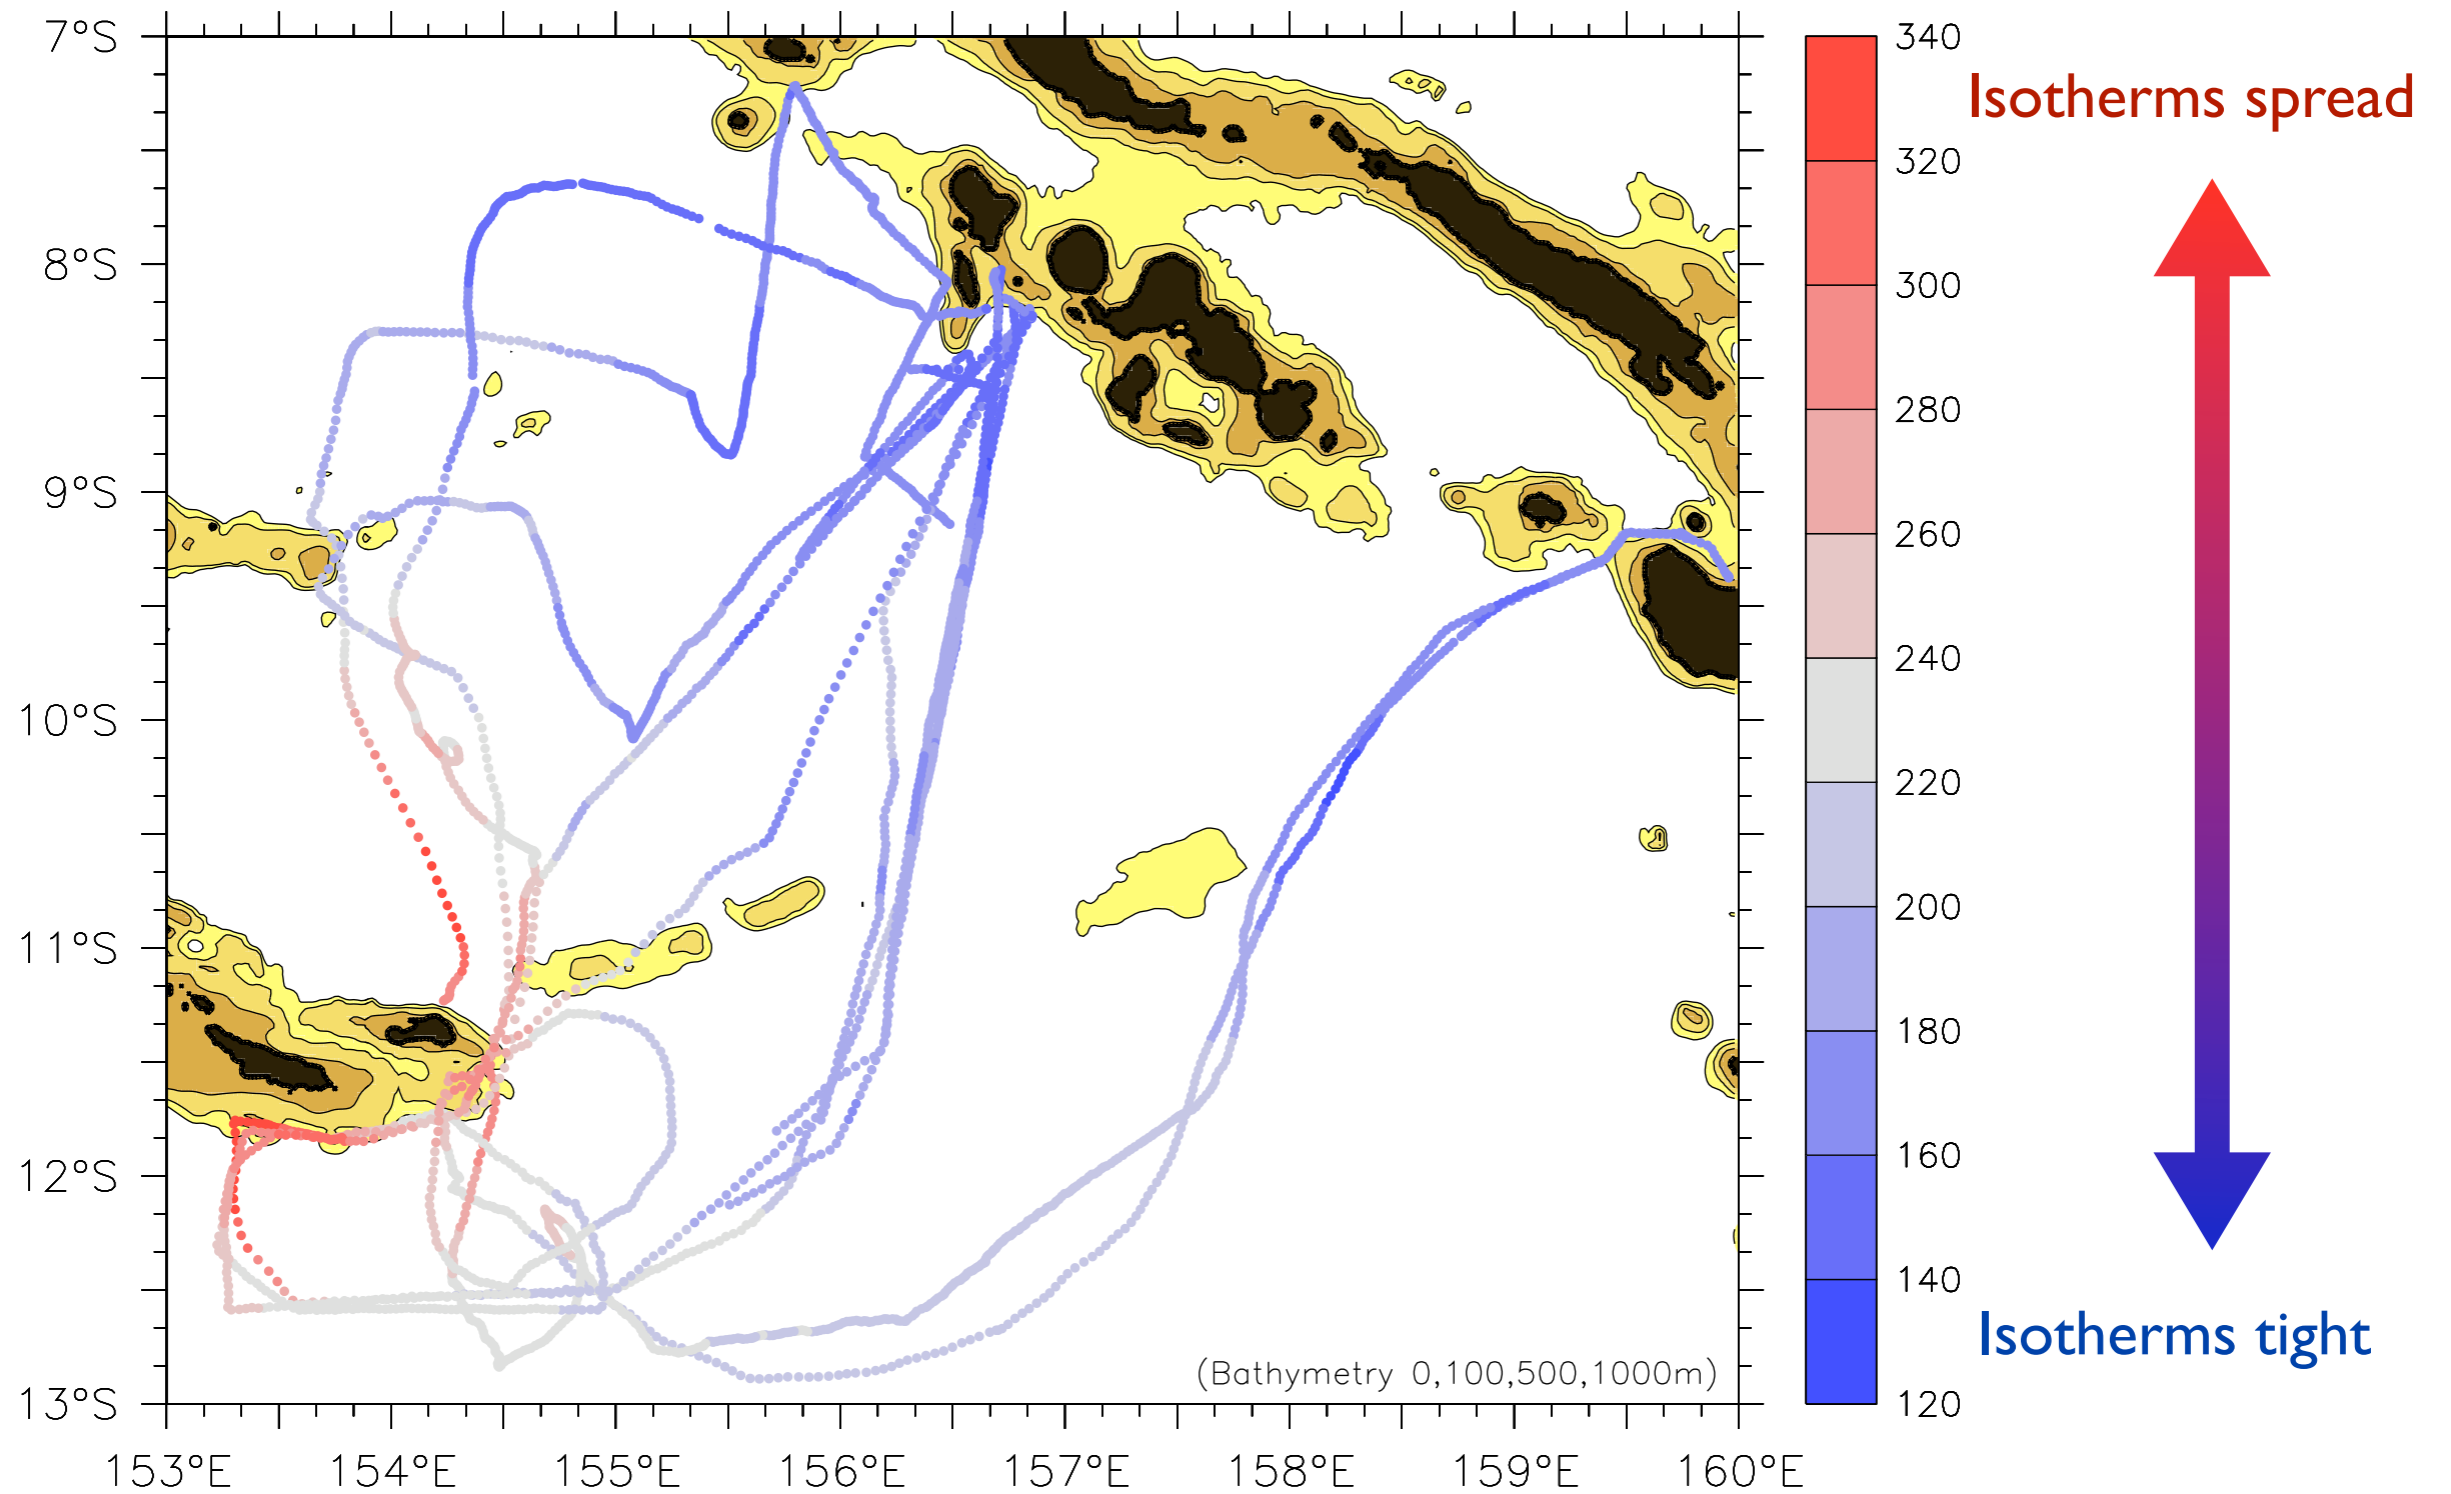 7°S
8°S
9°S
10°S
11°S
12°S
13°S
153°E 154°E 155°E 156°E 157°E 158°E 159°E 160°E
(Bathymetry 0,100,500,1000m)
340
320
300
280
260
240
220
200
180
160
140
120
Isotherms spread
Isotherms tight